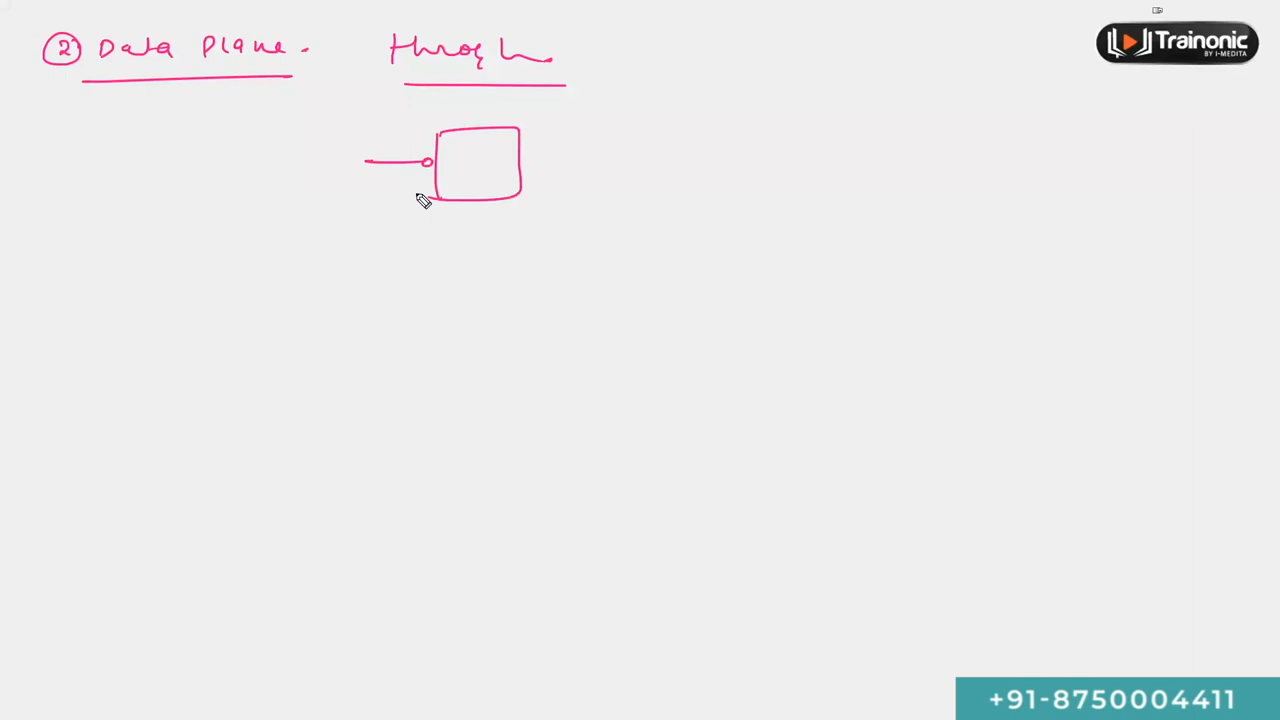 ② Data Plane. through
Trainonic
BY I-MEDITA
+91-8750004411